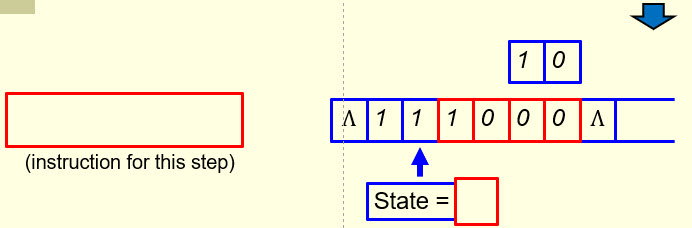 1 0
Λ 1 1 1 0 0 0 Λ
(instruction for this step)
State =